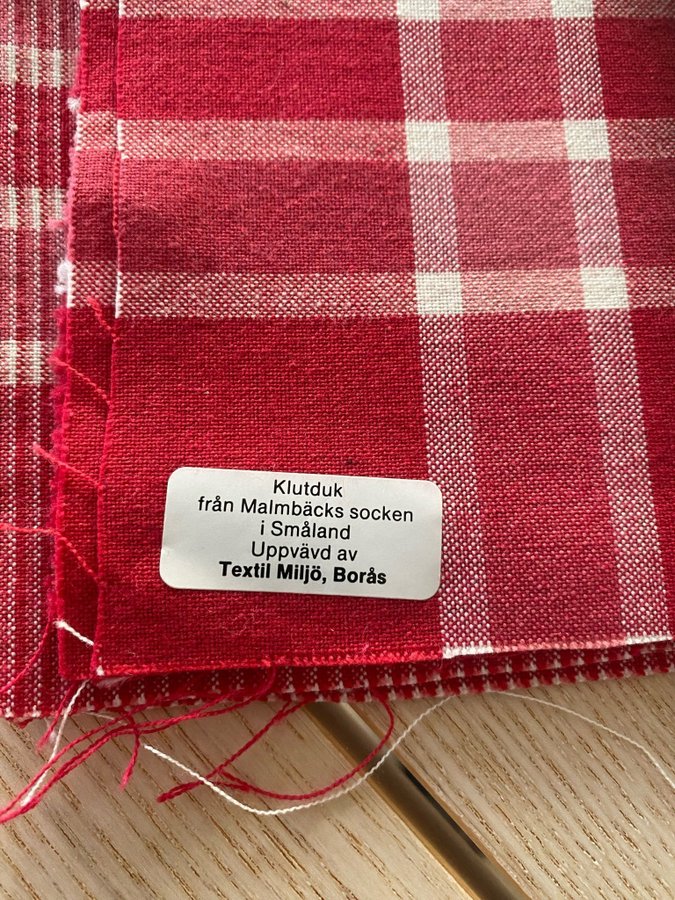 Klutduk
från Malmbäcks socken
i Småland
Uppvävd av
Textil Miljö, Borås